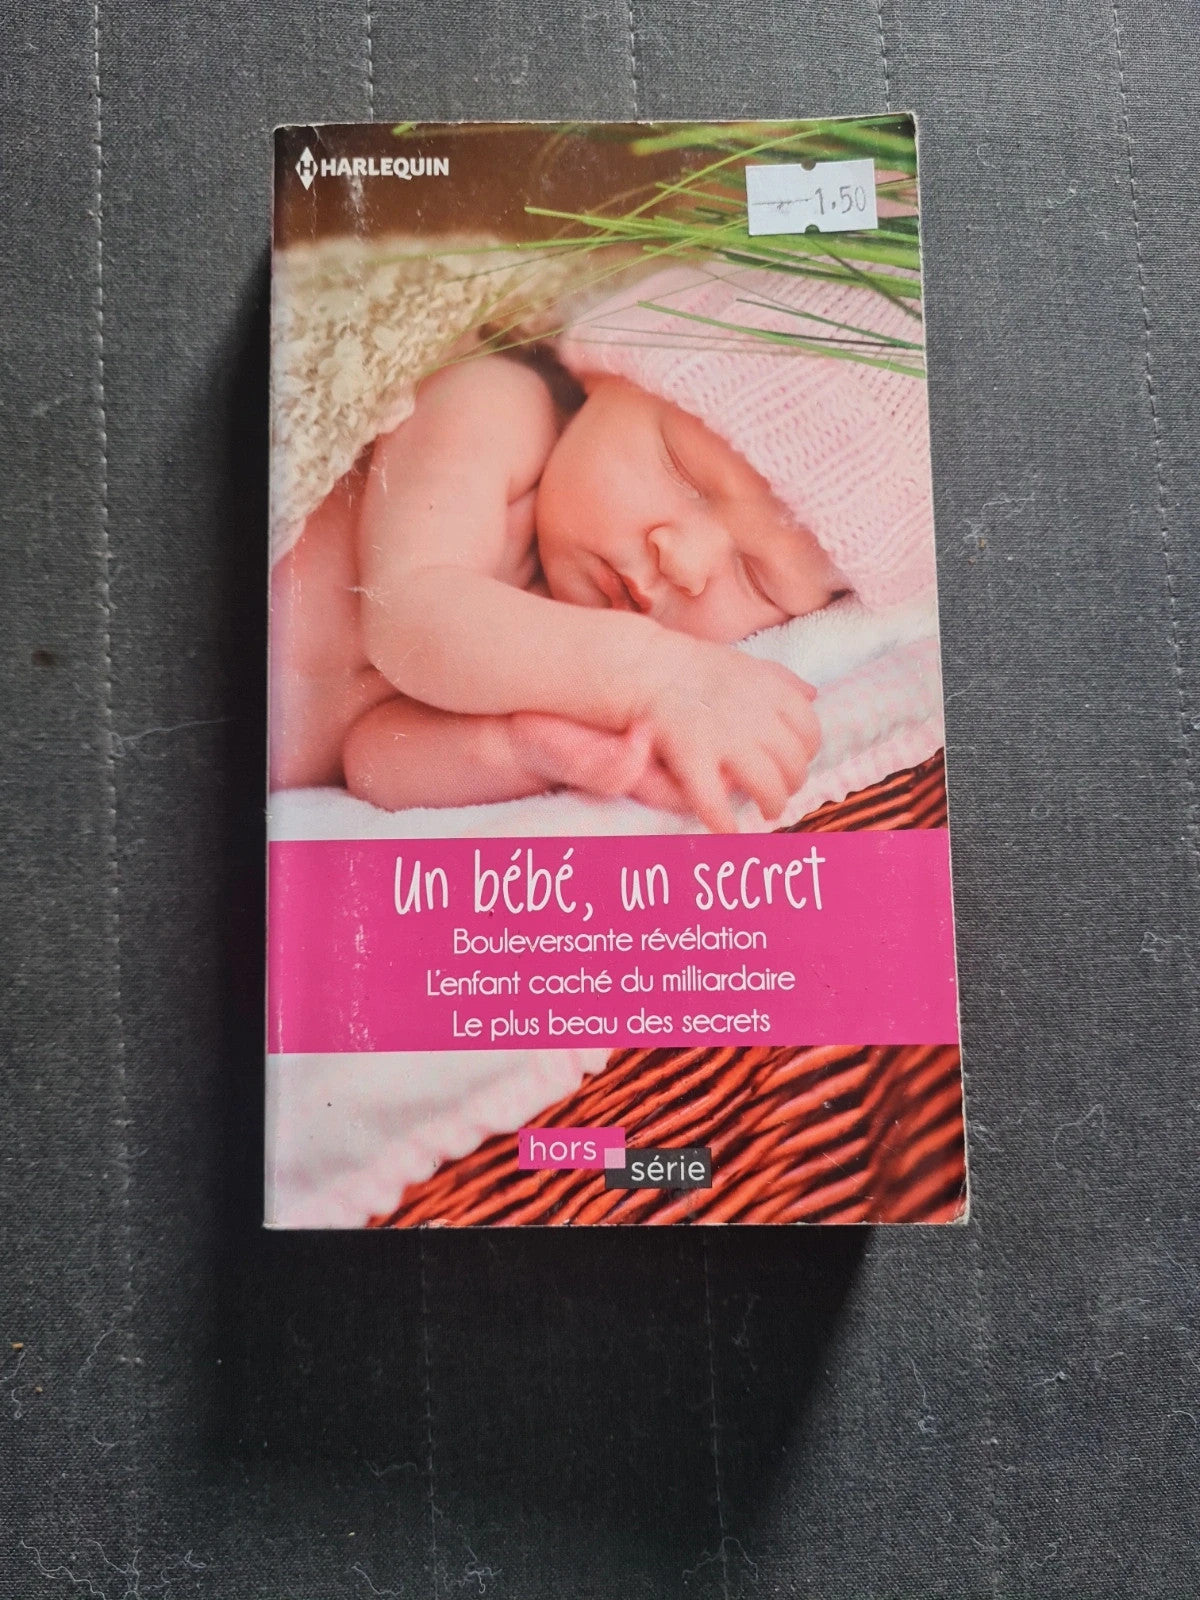 HARLEQUIN
1.50
Un bébé, un secret
Bouleversante révélation
L'enfant caché du milliardaire
Le plus beau des secrets
hors
série